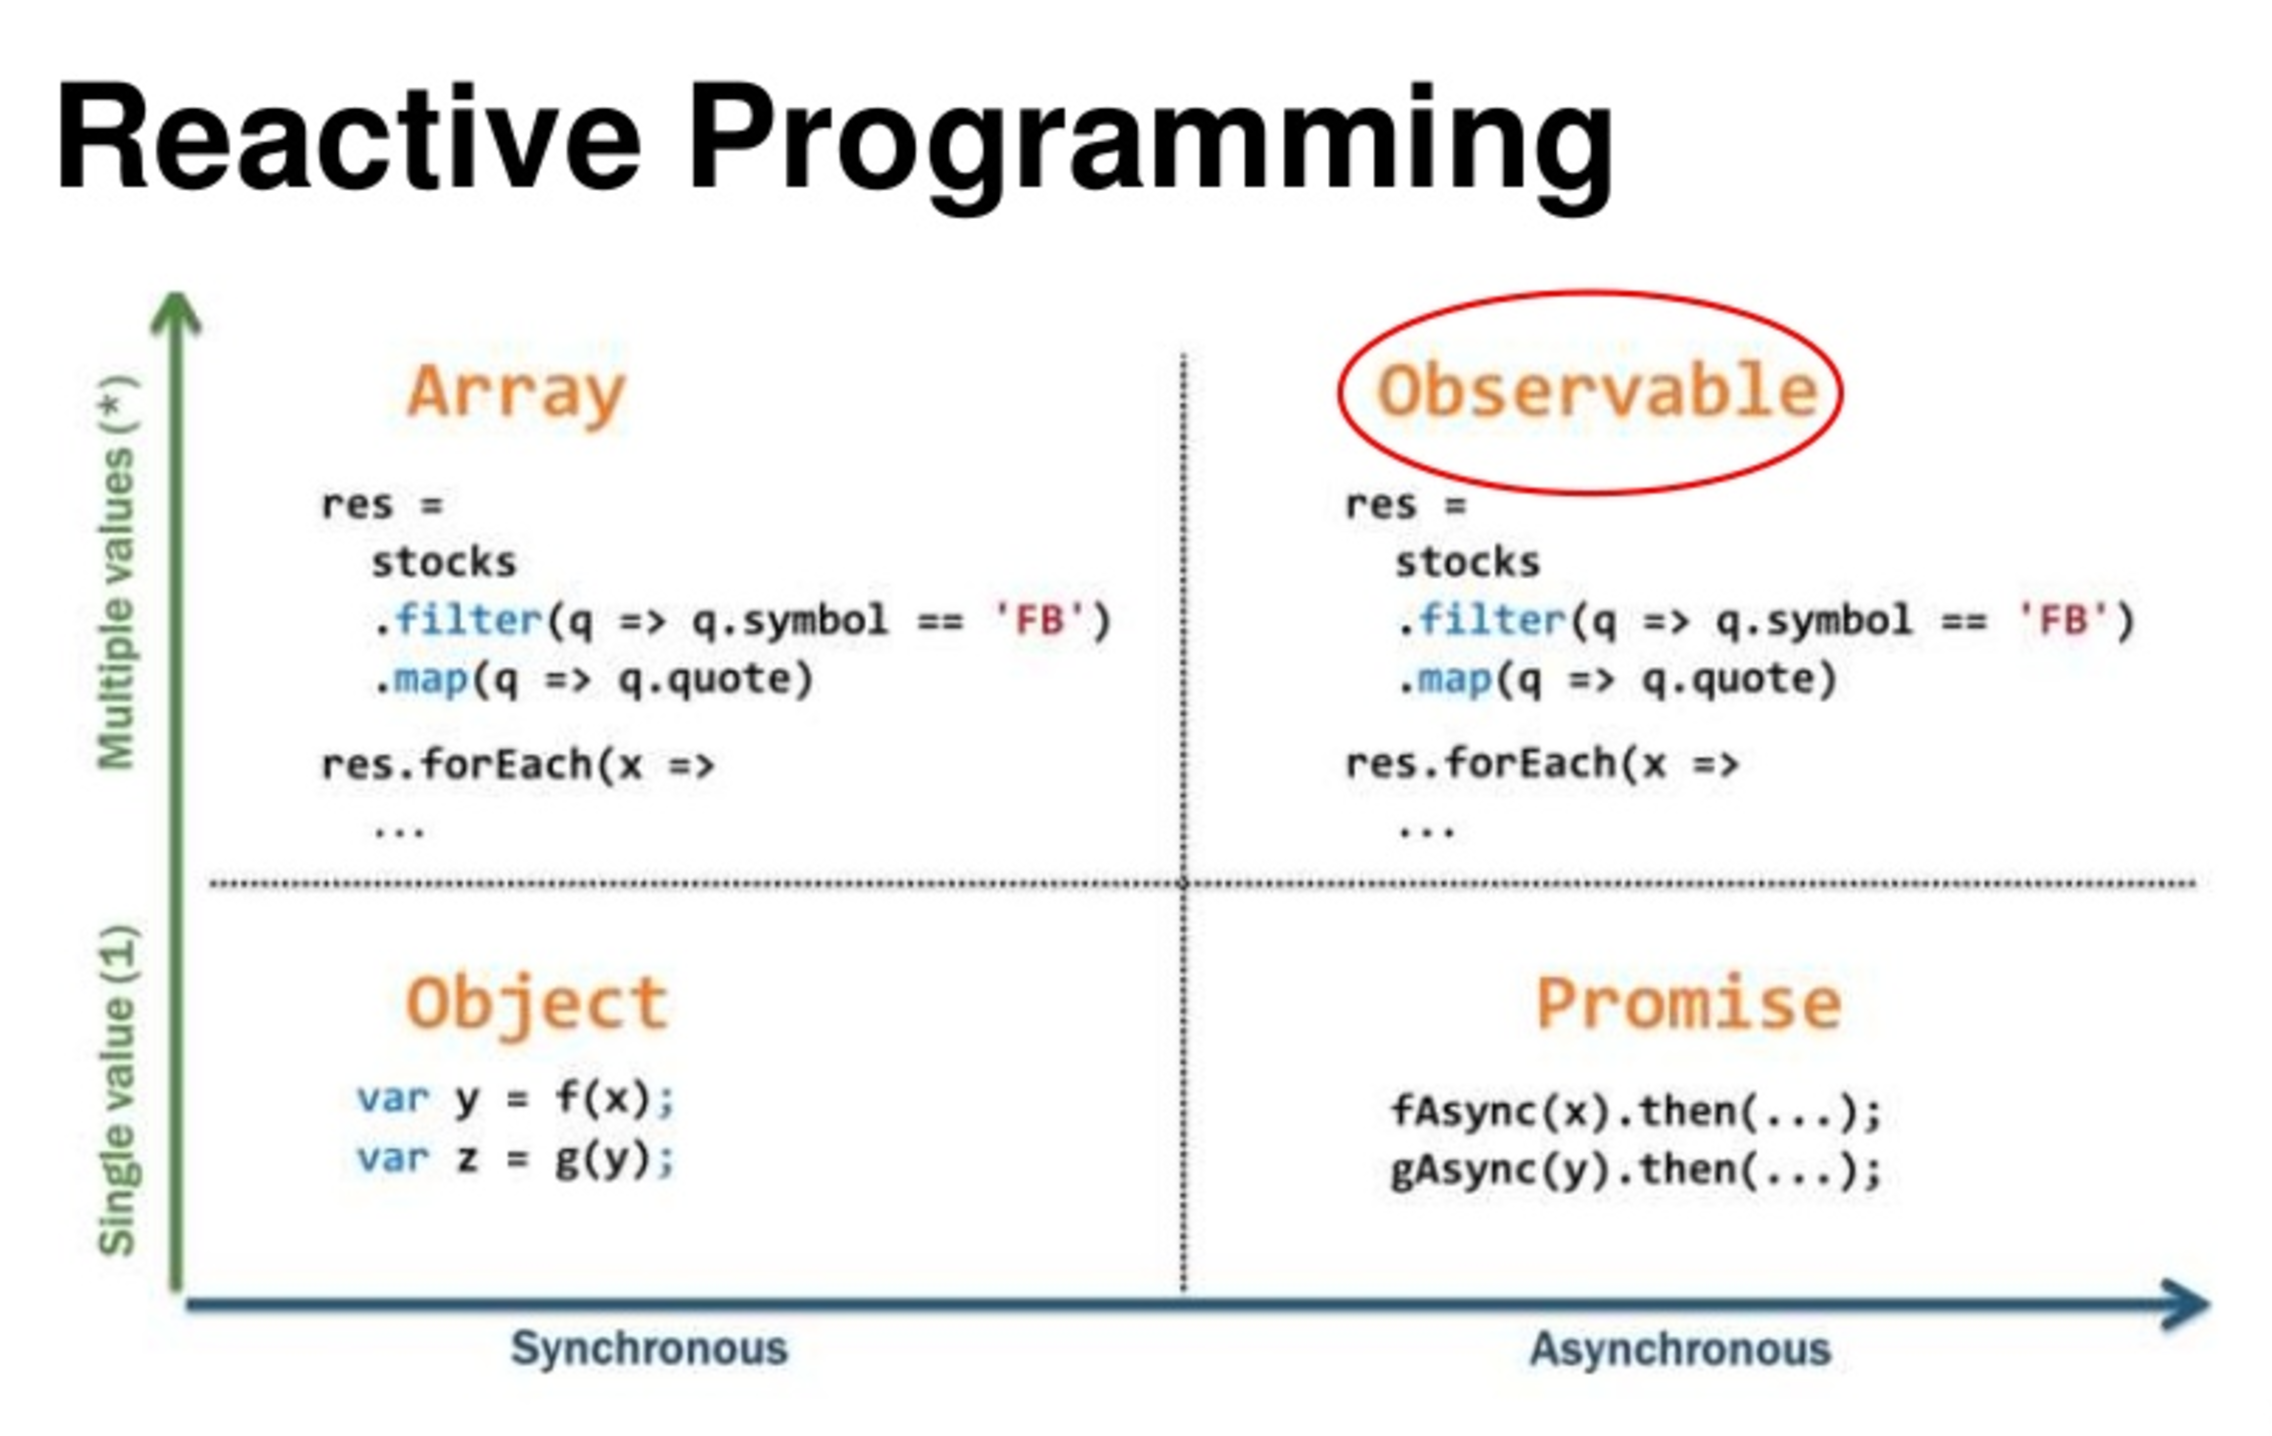 Reactive Programming
Multiple values (*)
Array
res =
stocks
.filter(q => q.symbol == 'FB')
.map(q => q.quote)
res.forEach(x =>
...
Observable
res =
stocks
.filter(q => q.symbol == 'FB')
.map(q => q.quote)
res.forEach(x =>
...
Single value (1)
Object
var y = f(x);
var z = g(y);
Promise
fAsync(x).then(...);
gAsync(y).then(...);
Synchronous
Asynchronous